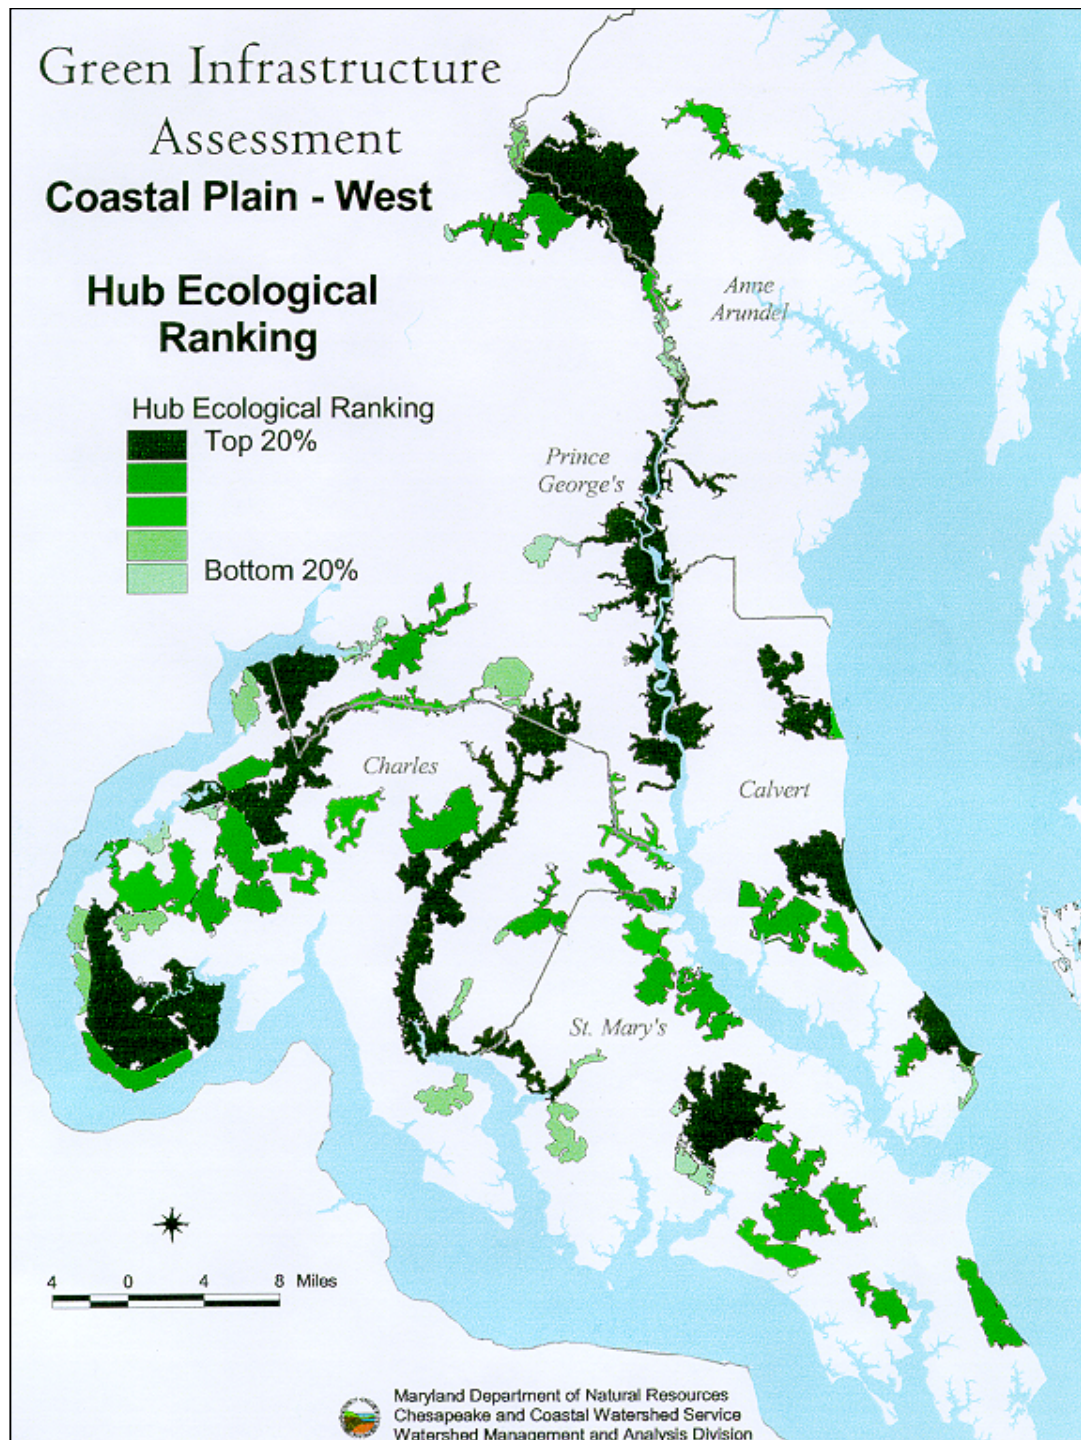 Green Infrastructure
Assessment
Coastal Plain - West
Hub Ecological
Ranking
Hub Ecological Ranking
Top 20%
Bottom 20%
Anne
Arundel
Prince
George's
Charles
Calvert
St. Mary's
4 0 4 8 Miles
Maryland Department of Natural Resources
Chesapeake and Coastal Watershed Service
Watershed Management and Analysis Division